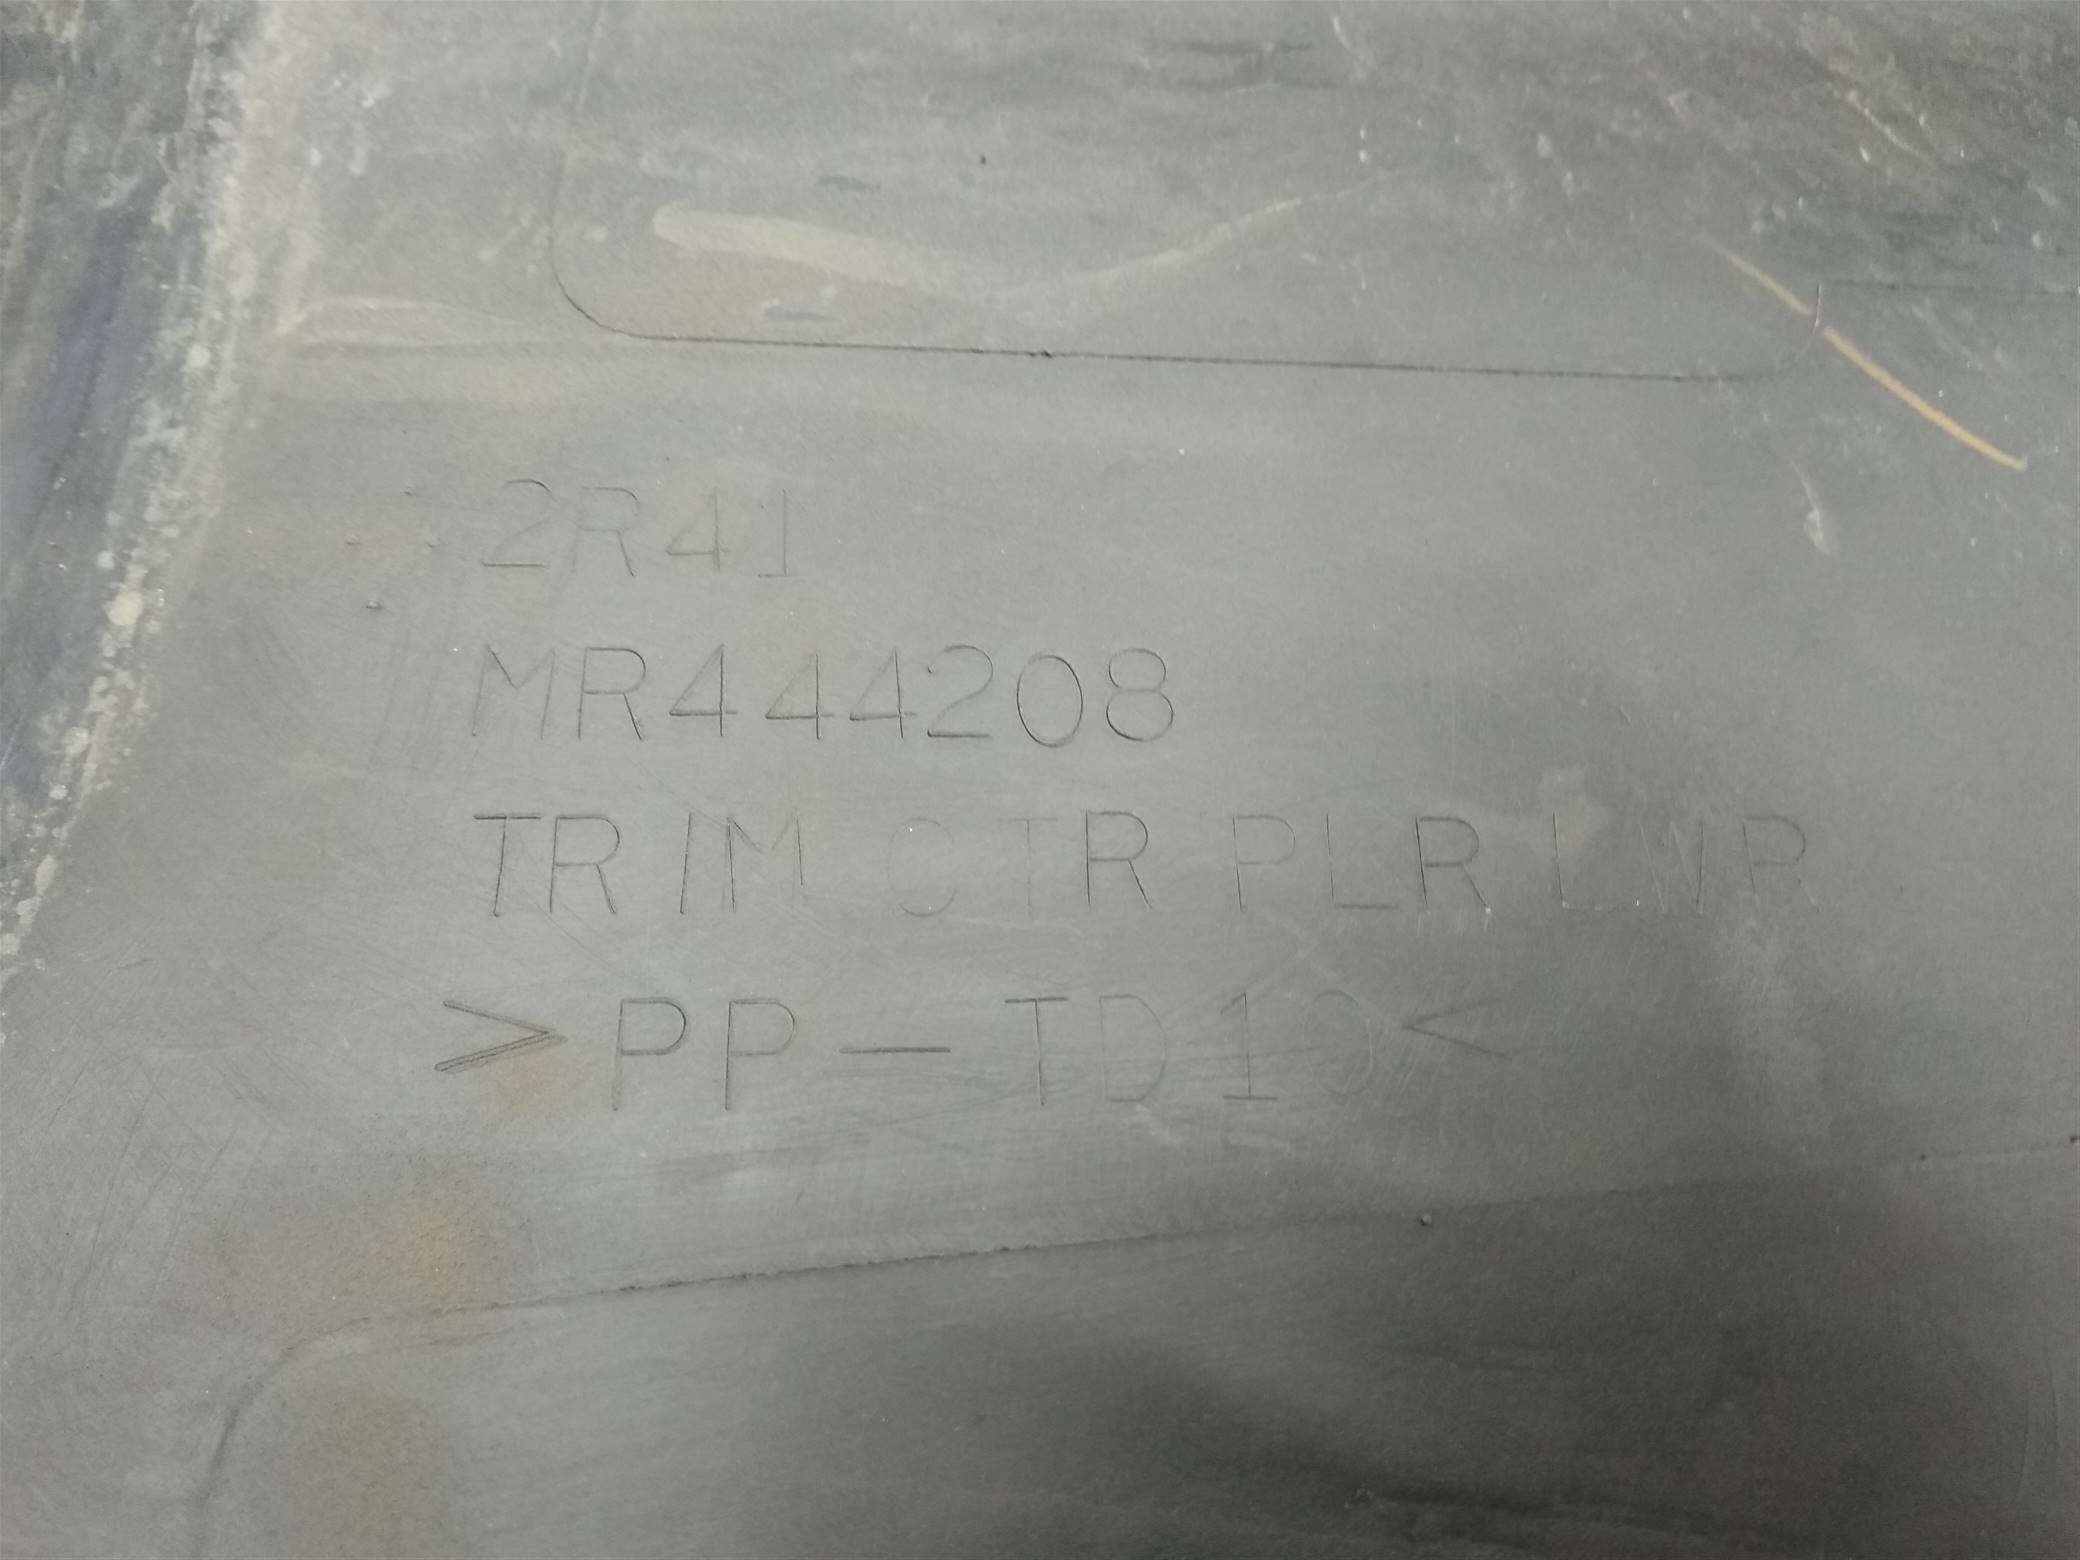 2R41
MR444208
TRIM CTR PLR LWR
>PP-TD10<